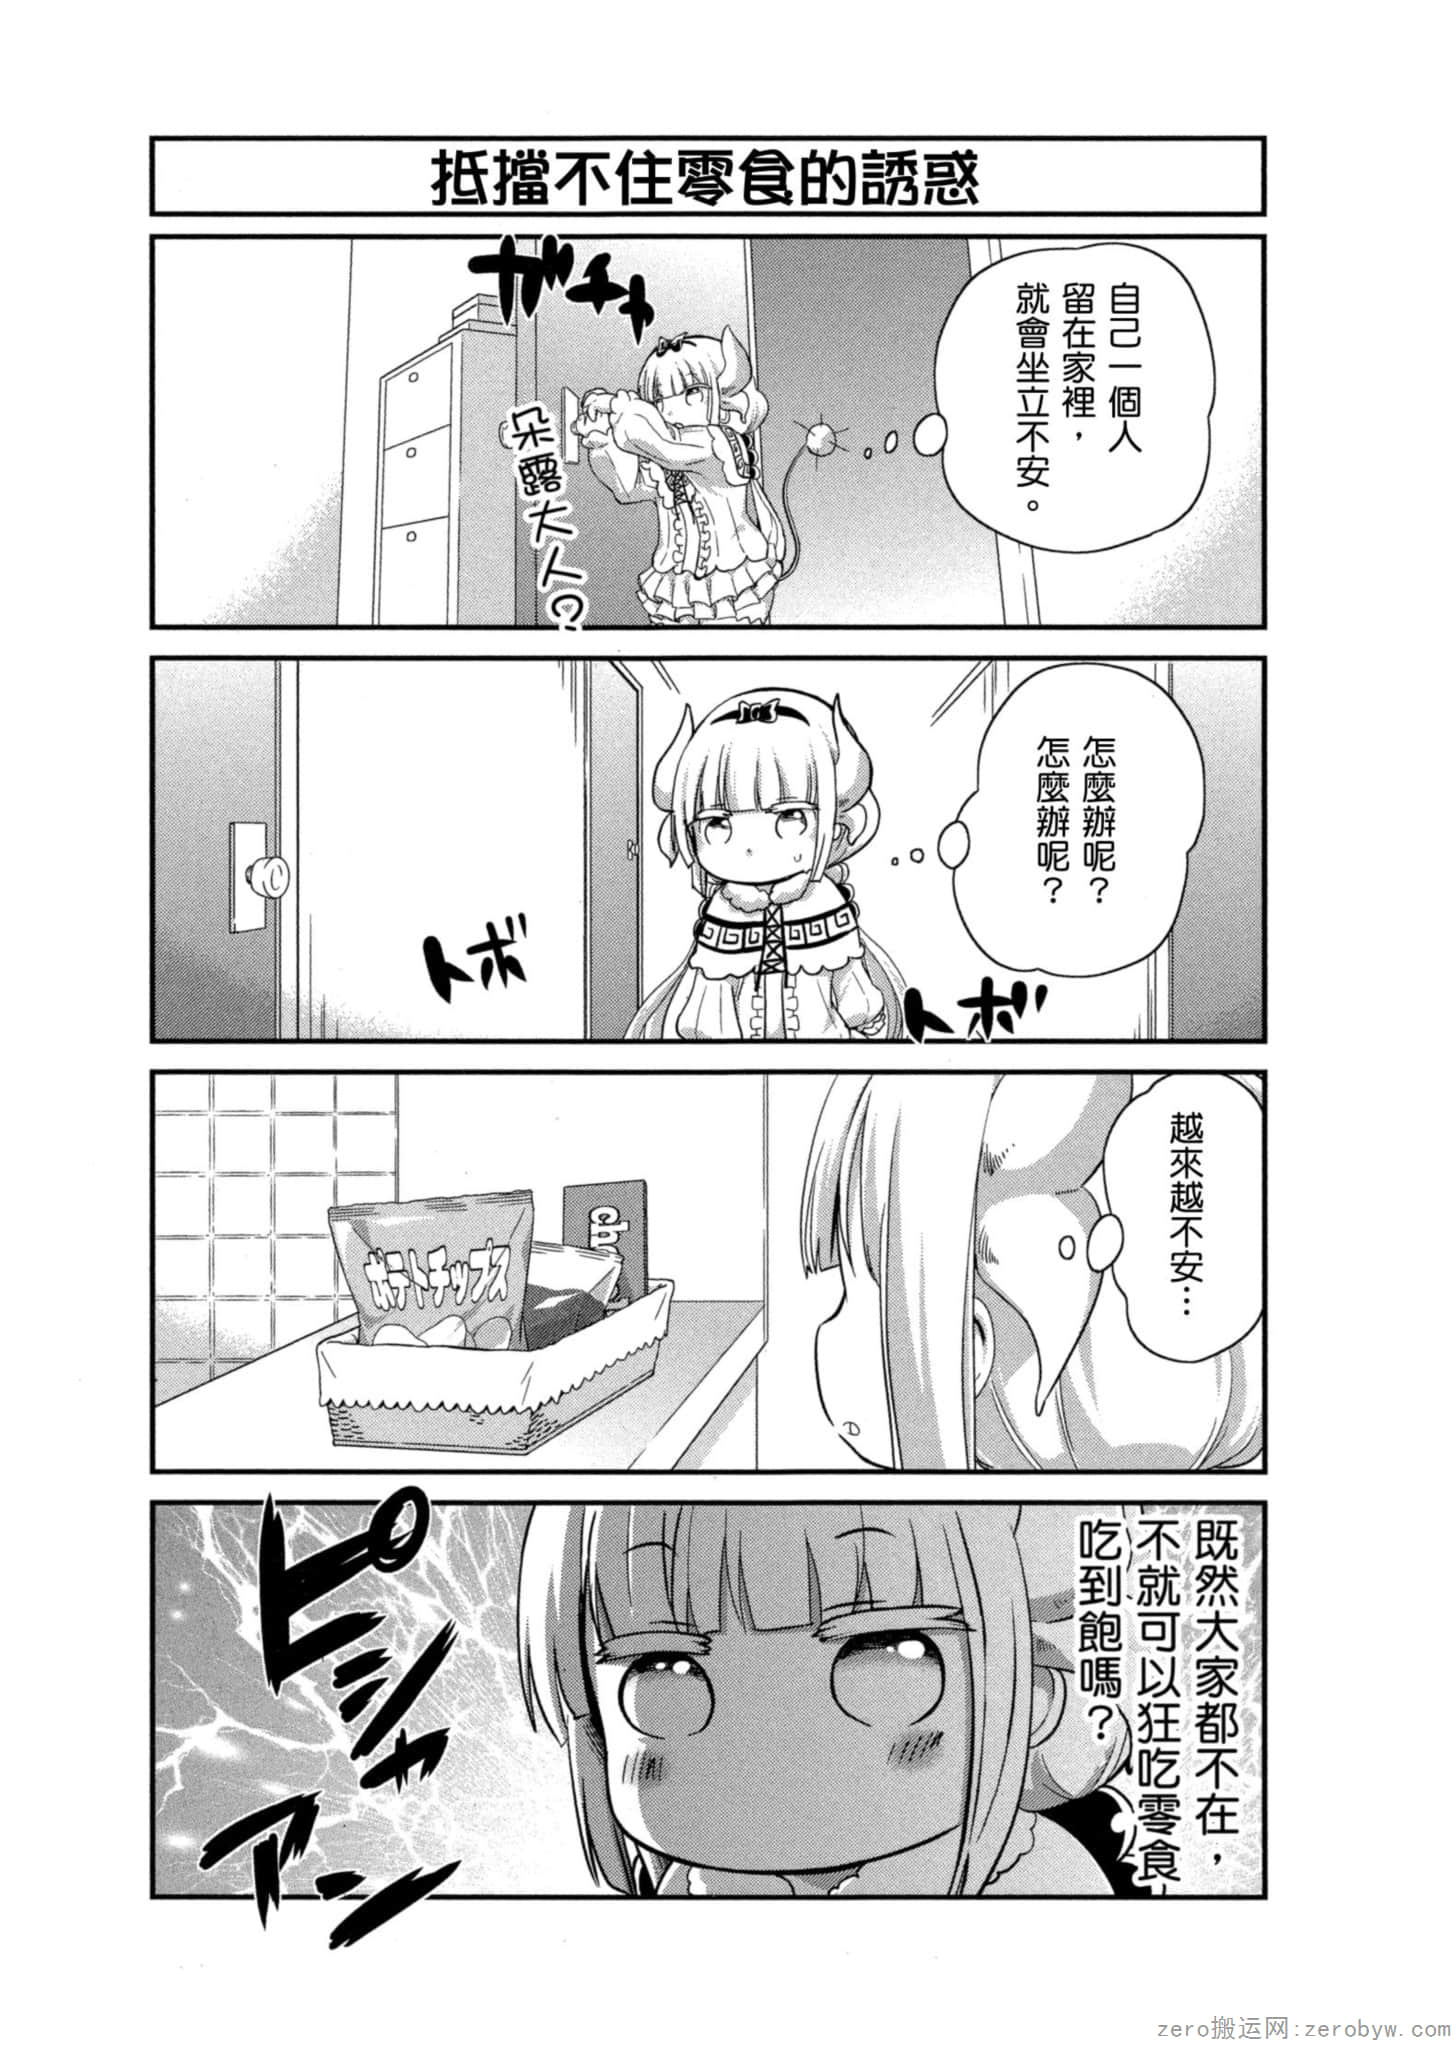 抵擋不住零食的誘惑
自己一個人
留在家裡，
就會坐立不安。
ガチャ
朵露大人？
怎麼辦呢？
怎麼辦呢？
トボ
トボ
越來越不安…
ポテトチップス
cho
既然大家都不在，
不就可以狂吃零食
吃到飽嗎？
ピシャアン
zero搬运网:zerobyw.com